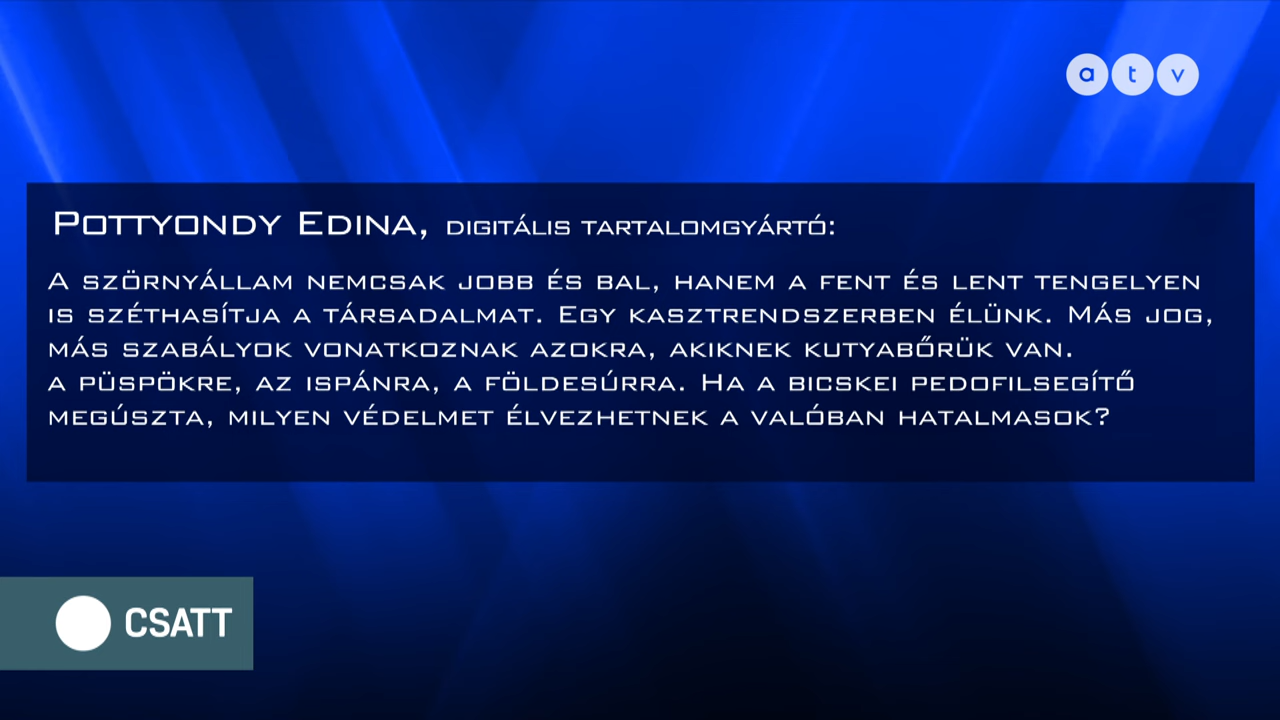 atv
Pottyondy Edina, digitális tartalomgyártó:
A szörnyállam nemcsak jobb és bal, hanem a fent és lent tengelyen
is széthasítja a társadalmat. Egy kasztrendszerben élünk. Más jog,
más szabályok vonatkoznak azokra, akiknek kutyabőrük van.
a püspökre, az ispánra, a földesúrra. Ha a bicskei pedofilsegítő
megúszta, milyen védelmet élvezhetnek a valóban hatalmasok?
CSATT